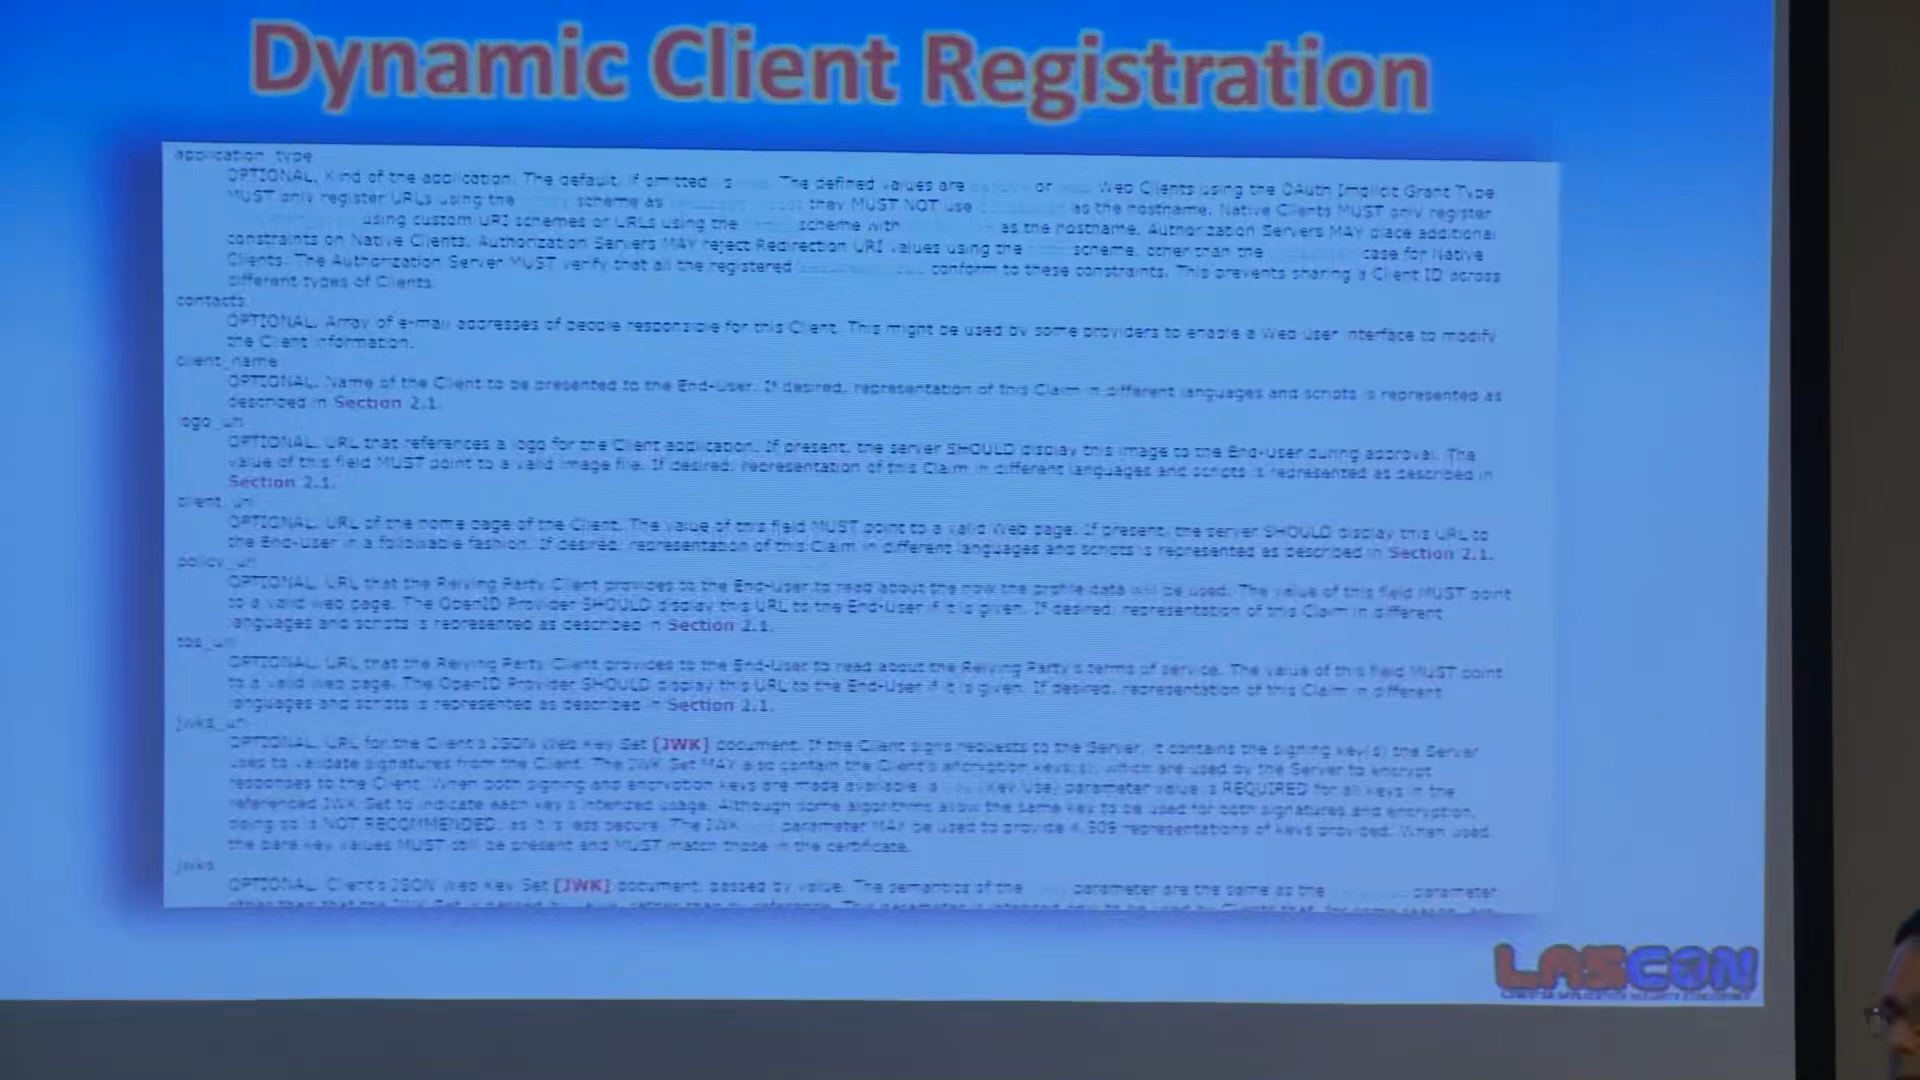 Dynamic Client Registration
application_type
OPTIONAL. Kind of the application. The default, if omitted, is The defined values are or Web Clients using the OAuth Implicit Grant Type
MUST only register URLs using the scheme as they MUST NOT use as the hostname. Native Clients MUST only register
using custom URI schemes or URLs using the scheme with as the hostname. Authorization Servers MAY place additional
constraints on Native Clients. Authorization Servers MAY reject Redirection URI values using the scheme, other than the case for Native
Clients. The Authorization Server MUST verify that all the registered conform to these constraints. This prevents sharing a Client ID across
different types of Clients.
contacts
OPTIONAL. Array of e-mail addresses of people responsible for this Client. This might be used by some providers to enable a Web user interface to modify
the Client information.
client_name
OPTIONAL. Name of the Client to be presented to the End-User. If desired, representation of this Claim in different languages and scripts is represented as
described in Section 2.1.
logo_uri
OPTIONAL. URL that references a logo for the Client application. If present, the server SHOULD display this image to the End-User during approval. The
value of this field MUST point to a valid image file. If desired, representation of this Claim in different languages and scripts is represented as described in
Section 2.1.
client_uri
OPTIONAL. URL of the home page of the Client. The value of this field MUST point to a valid Web page. If present, the server SHOULD display this URL to
the End-User in a followable fashion. If desired, representation of this Claim in different languages and scripts is represented as described in Section 2.1.
policy_uri
OPTIONAL. URL that the Relying Party Client provides to the End-User to read about the how the profile data will be used. The value of this field MUST point
to a valid web page. The OpenID Provider SHOULD display this URL to the End-User if it is given. If desired, representation of this Claim in different
languages and scripts is represented as described in Section 2.1.
tos_uri
OPTIONAL. URL that the Relying Party Client provides to the End-User to read about the Relying Party's terms of service. The value of this field MUST point
to a valid web page. The OpenID Provider SHOULD display this URL to the End-User if it is given. If desired, representation of this Claim in different
languages and scripts is represented as described in Section 2.1.
jwks_uri
OPTIONAL. URL for the Client's JSON Web Key Set [JWK] document. If the Client signs requests to the Server, it contains the signing key(s) the Server
uses to validate signatures from the Client. The JWK Set MAY also contain the Client's encryption keys(s), which are used by the Server to encrypt
responses to the Client. When both signing and encryption keys are made available, a (Key Use) parameter value is REQUIRED for all keys in the
referenced JWK Set to indicate each key's intended usage. Although some algorithms allow the same key to be used for both signatures and encryption,
doing so is NOT RECOMMENDED, as it is less secure. The JWK parameter MAY be used to provide X.509 representations of keys provided. When used,
the bare key values MUST still be present and MUST match those in the certificate.
jwks
OPTIONAL. Client's JSON Web Key Set [JWK] document, passed by value. The semantics of the parameter are the same as the parameter
LASCON